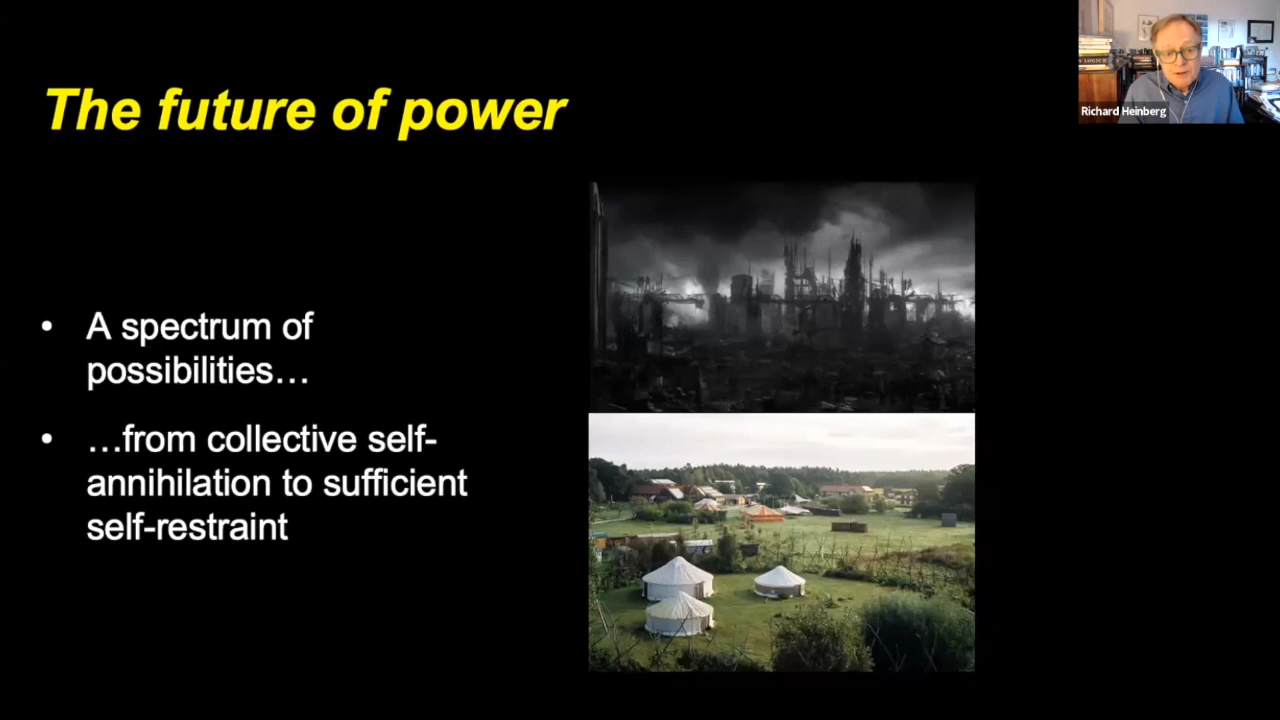 The future of power
Richard Heinberg
• A spectrum of
possibilities…
• …from collective self-
annihilation to sufficient
self-restraint